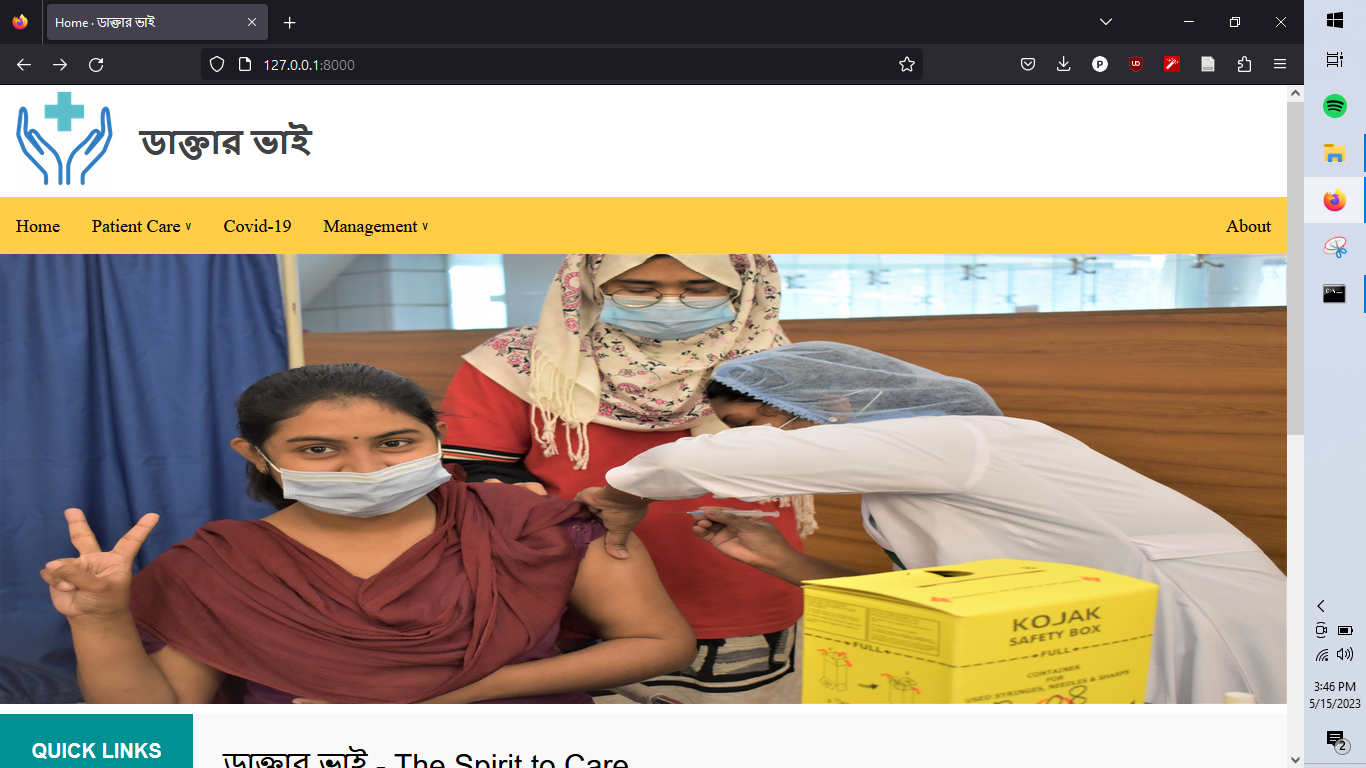 Home · ডাক্তার ভাই
127.0.0.1:8000
ডাক্তার ভাই
Home
Patient Care
Covid-19
Management
About
KOJAK
SAFETY BOX
FULL
FULL
CONTAINER
FOR
USED SYRINGES, NEEDLES & SHARPS
QUICK LINKS
ডাক্তার ভাই - The Spirit to Care
3:46 PM
5/15/2023
2